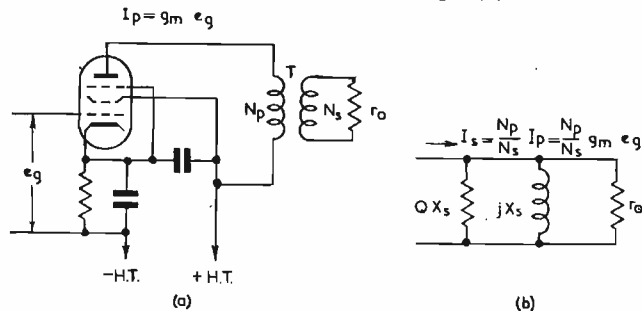 Ip = gm eg
T
Np
Ns
ro
eg
-H.T.
+H.T.
(a)
Is = Np/Ns Ip = Np/Ns gm eg
QXs
jXs
ro
(b)